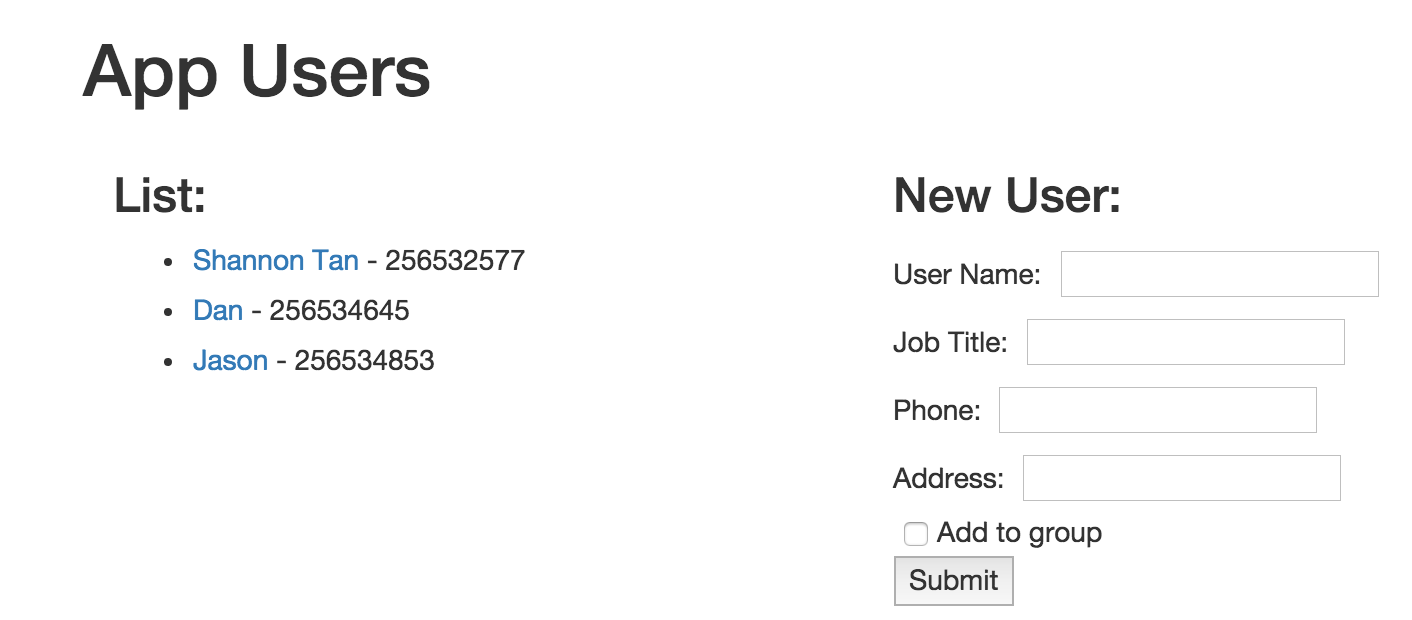 App Users
List:
• Shannon Tan - 256532577
• Dan - 256534645
• Jason - 256534853
New User:
User Name:
Job Title:
Phone:
Address:
Add to group
Submit